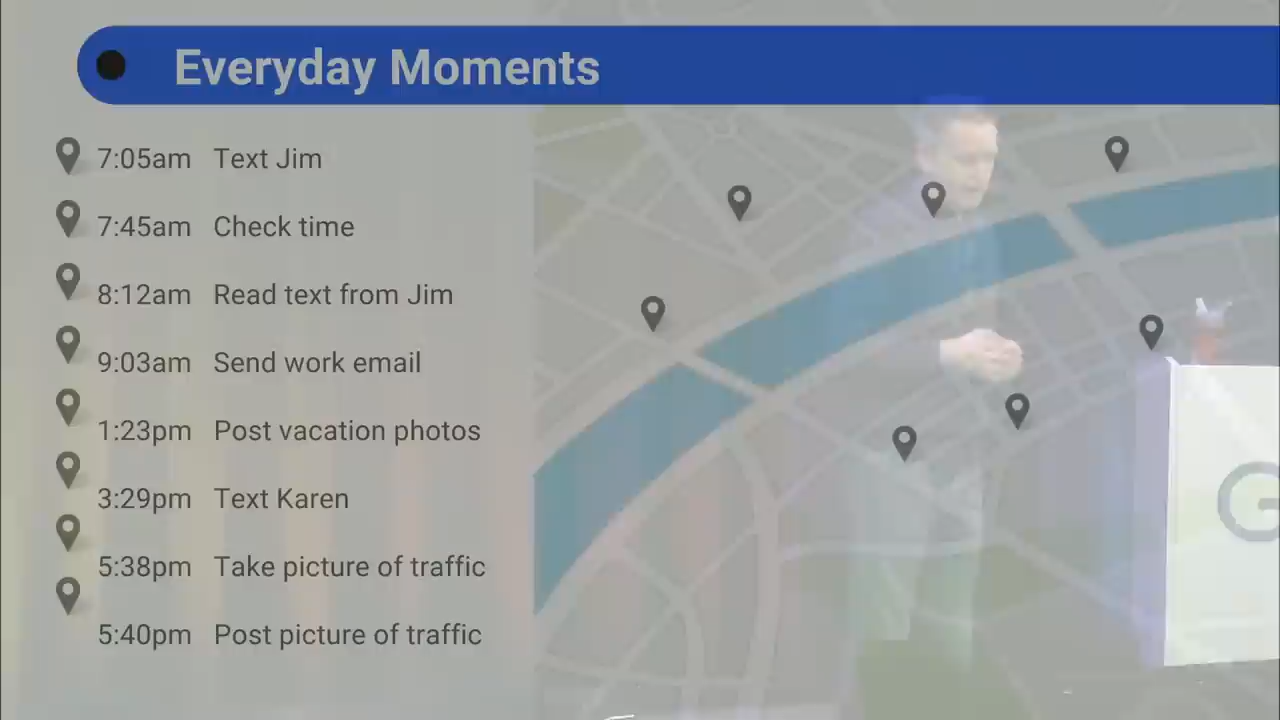 Everyday Moments
7:05am Text Jim
7:45am Check time
8:12am Read text from Jim
9:03am Send work email
1:23pm Post vacation photos
3:29pm Text Karen
5:38pm Take picture of traffic
5:40pm Post picture of traffic
G